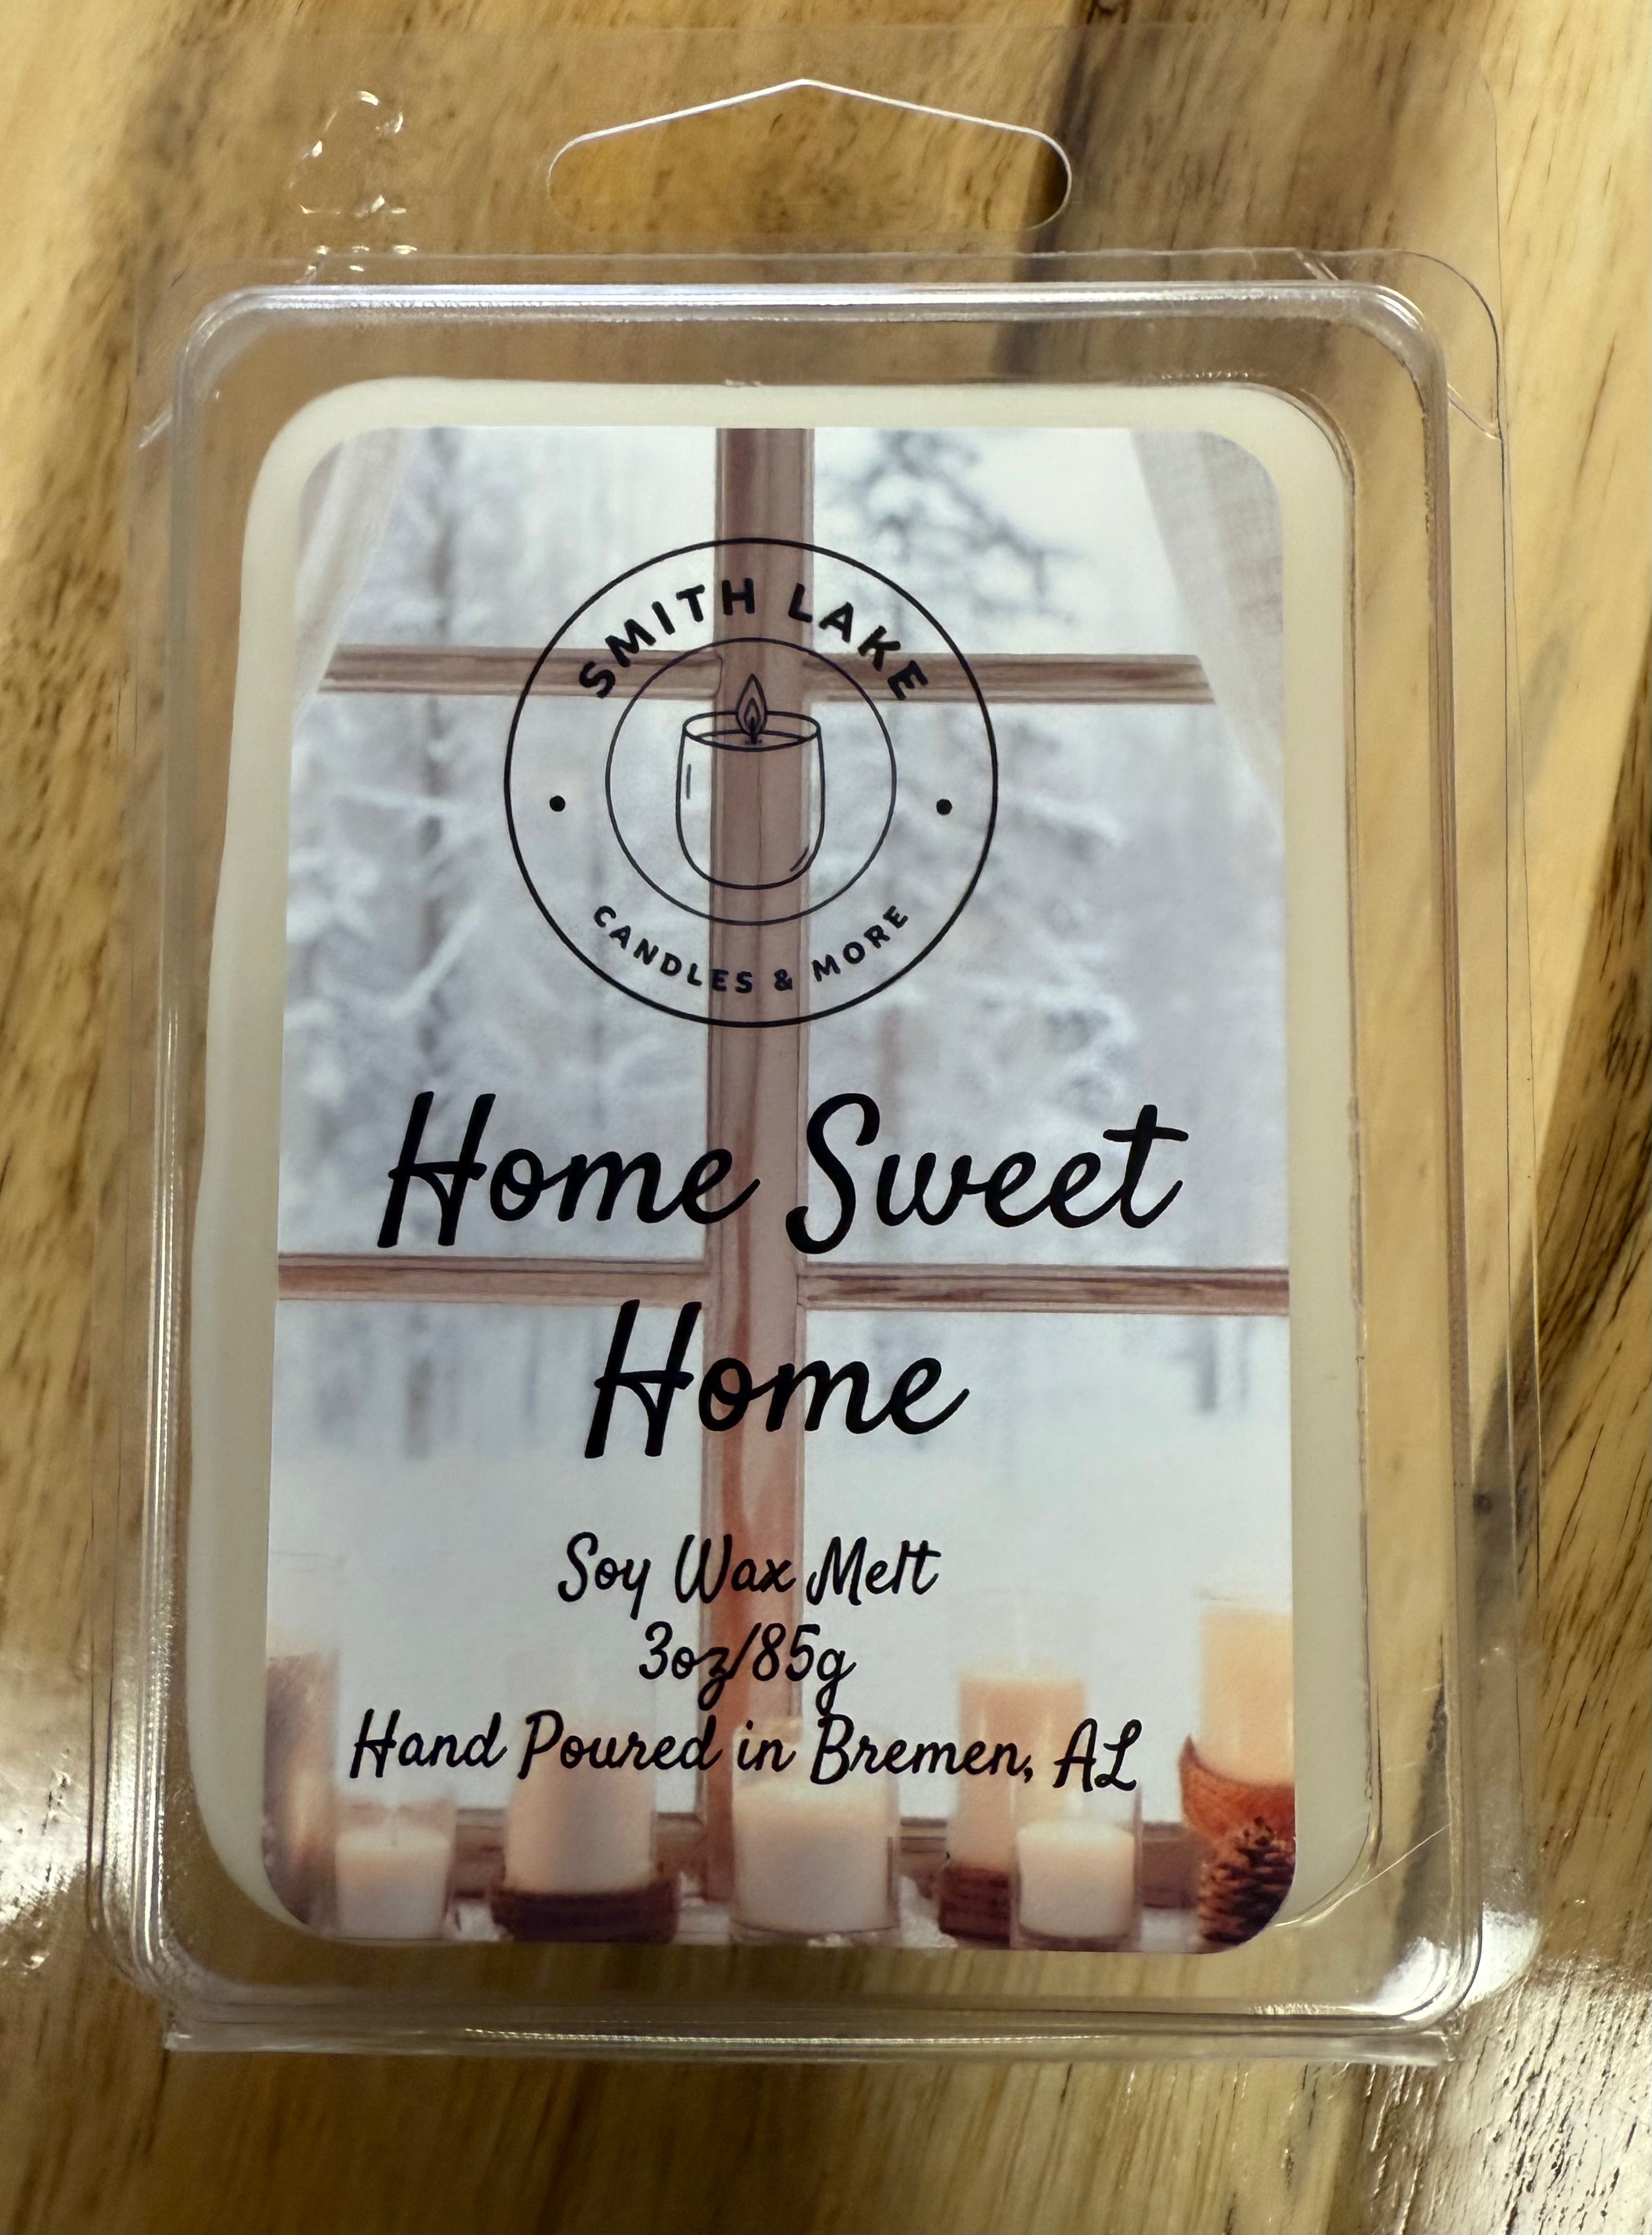 SMITH LAKE
CANDLES & MORE
Home Sweet
Home
Soy Wax Melt
3oz/85g
Hand Poured in Bremen, AL